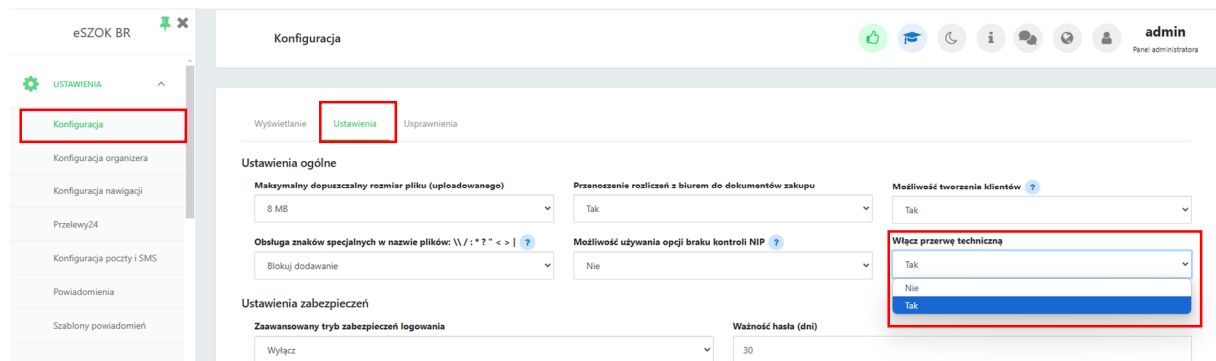 eSZOK BR
Konfiguracja
admin
Panel administratora
USTAWIENIA
Konfiguracja
Konfiguracja organizera
Konfiguracja nawigacji
Przelewy24
Konfiguracja poczty i SMS
Powiadomienia
Szablony powiadomień
Wyświetlanie Ustawienia Usprawnienia
Ustawienia ogólne
Maksymalny dopuszczalny rozmiar pliku (uploadowanego)
8 MB
Przenoszenie rozliczeń z biurem do dokumentów zakupu
Tak
Możliwość tworzenia klientów ?
Tak
Obsługa znaków specjalnych w nazwie plików: \\ / : * ? " < > | ?
Blokuj dodawanie
Możliwość używania opcji braku kontroli NIP ?
Nie
Włącz przerwę techniczną
Tak
Nie
Tak
Ustawienia zabezpieczeń
Zaawansowany tryb zabezpieczeń logowania
Wyłącz
Ważność hasła (dni)
30